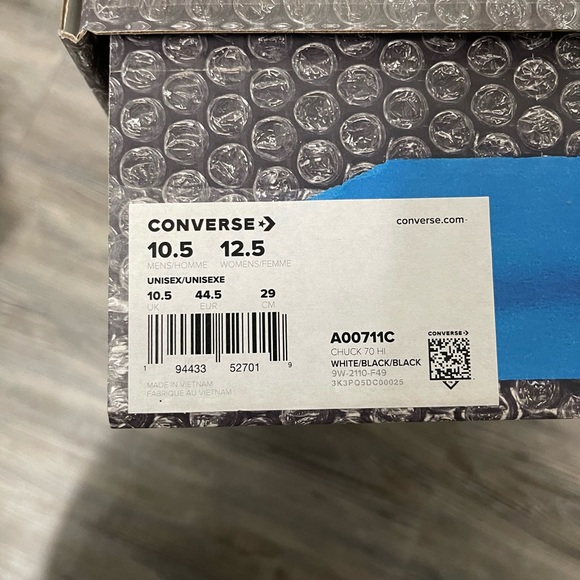 CONVERSE
converse.com
10.5 12.5
MENS/HOMME WOMENS/FEMME
UNISEX/UNISEXE
10.5 44.5 29
UK EUR CM
1 94433 52701 9
MADE IN VIETNAM
FABRIQUE AU VIETNAM
A00711C
CHUCK 70 HI
WHITE/BLACK/BLACK
9W-2110-F49
3K3PQ5DC00025
CONVERSE